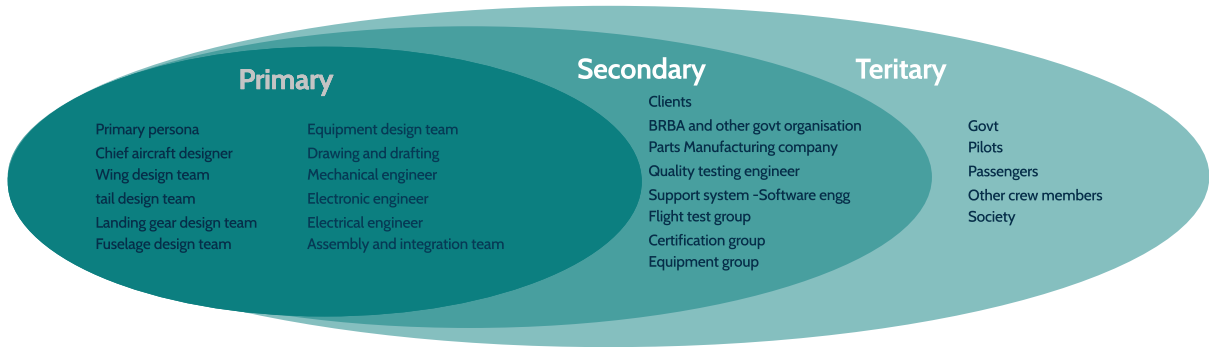 Primary
Primary persona
Chief aircraft designer
Wing design team
tail design team
Landing gear design team
Fuselage design team
Equipment design team
Drawing and drafting
Mechanical engineer
Electronic engineer
Electrical engineer
Assembly and integration team
Secondary
Clients
BRBA and other govt organisation
Parts Manufacturing company
Quality testing engineer
Support system -Software engg
Flight test group
Certification group
Equipment group
Teritary
Govt
Pilots
Passengers
Other crew members
Society